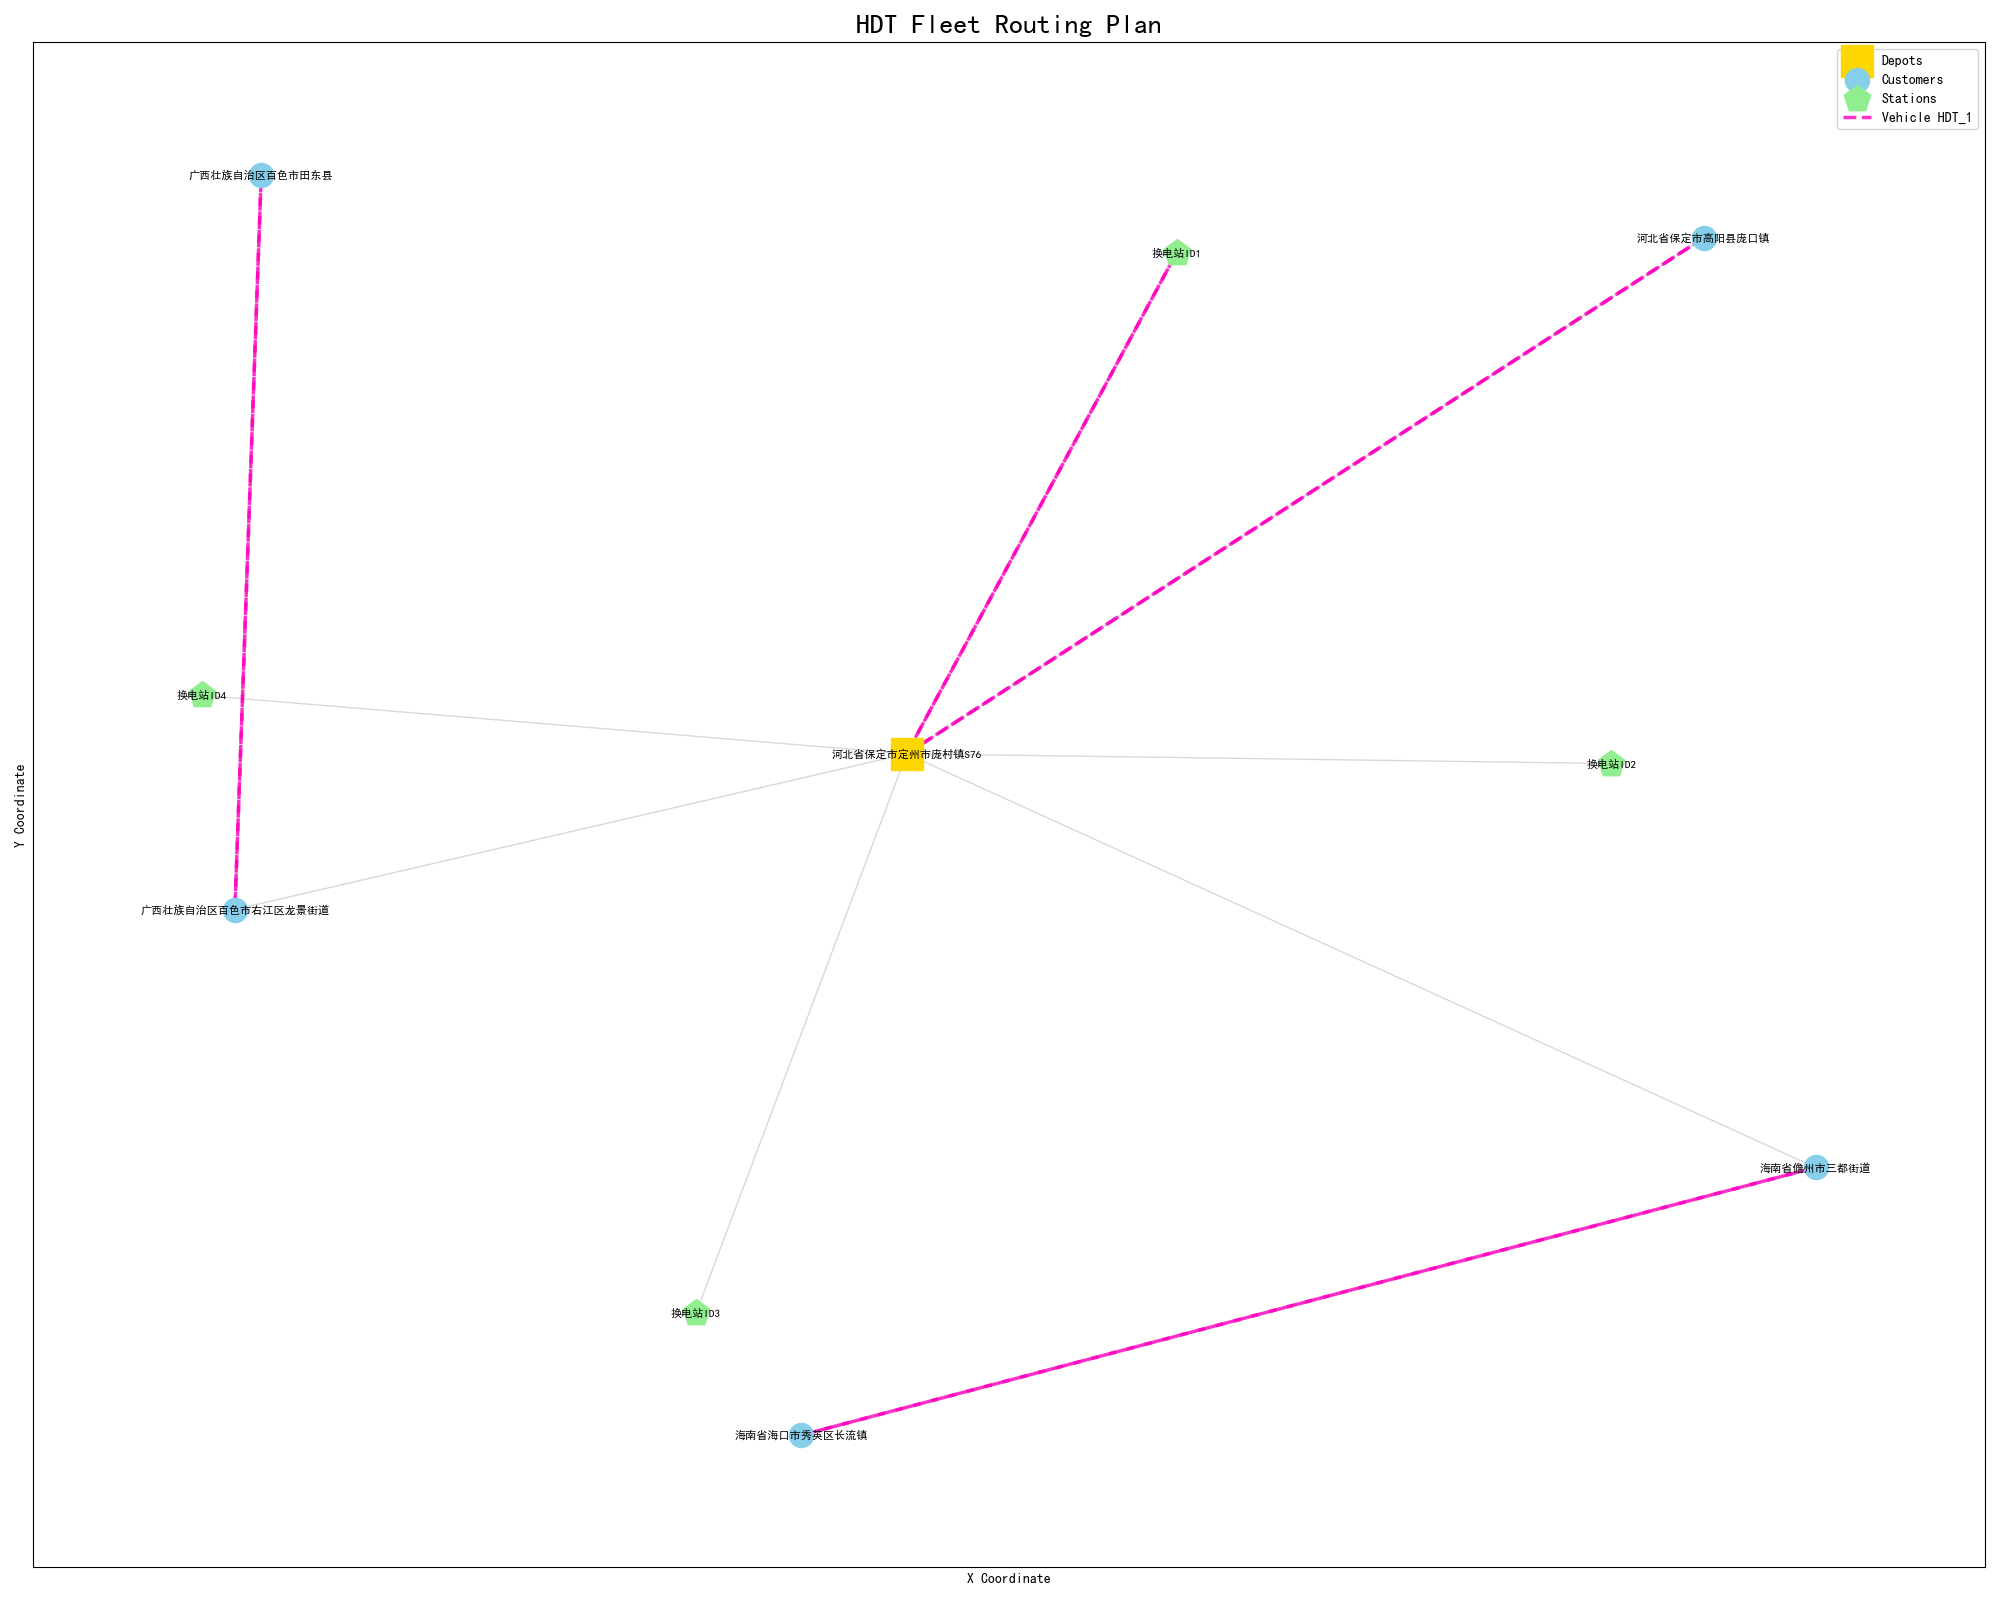 HDT Fleet Routing Plan
Depots
Customers
Stations
Vehicle HDT_1
广西壮族自治区百色市田东县
河北省保定市高阳县庞口镇
换电站ID1
换电站ID4
河北省保定市定州市庞村镇S76
换电站ID2
Y Coordinate
广西壮族自治区百色市右江区龙景街道
海南省儋州市三都街道
换电站ID3
海南省海口市秀英区长流镇
X Coordinate